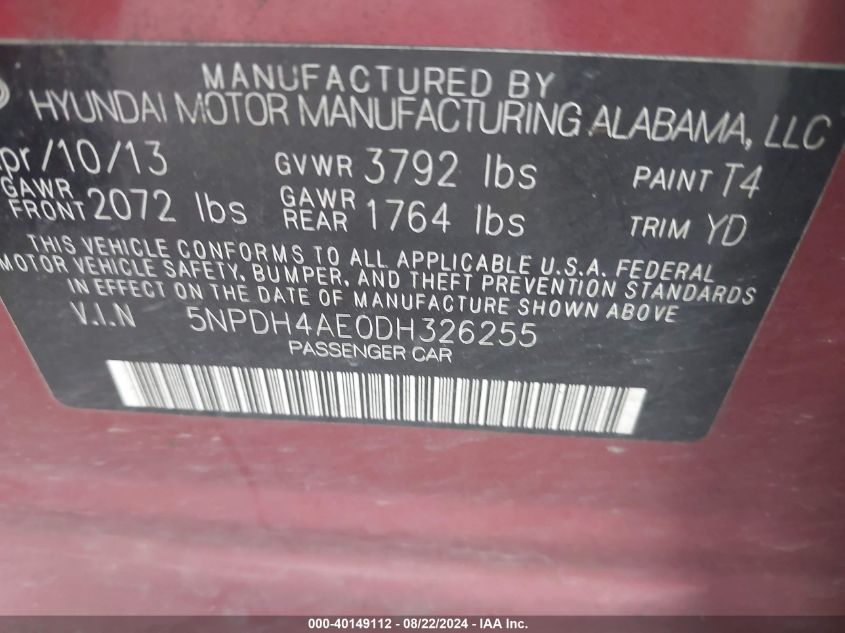 MANUFACTURED BY
HYUNDAI MOTOR MANUFACTURING ALABAMA, LLC
pr/10/13 GVWR 3792 lbs PAINT T4
GAWR FRONT 2072 lbs GAWR REAR 1764 lbs TRIM YD
THIS VEHICLE CONFORMS TO ALL APPLICABLE U.S.A. FEDERAL
MOTOR VEHICLE SAFETY, BUMPER, AND THEFT PREVENTION STANDARDS
IN EFFECT ON THE DATE OF MANUFACTURE SHOWN ABOVE
V.I.N 5NPDH4AE0DH326255
PASSENGER CAR
000-40149112 - 08/22/2024 - IAA Inc.